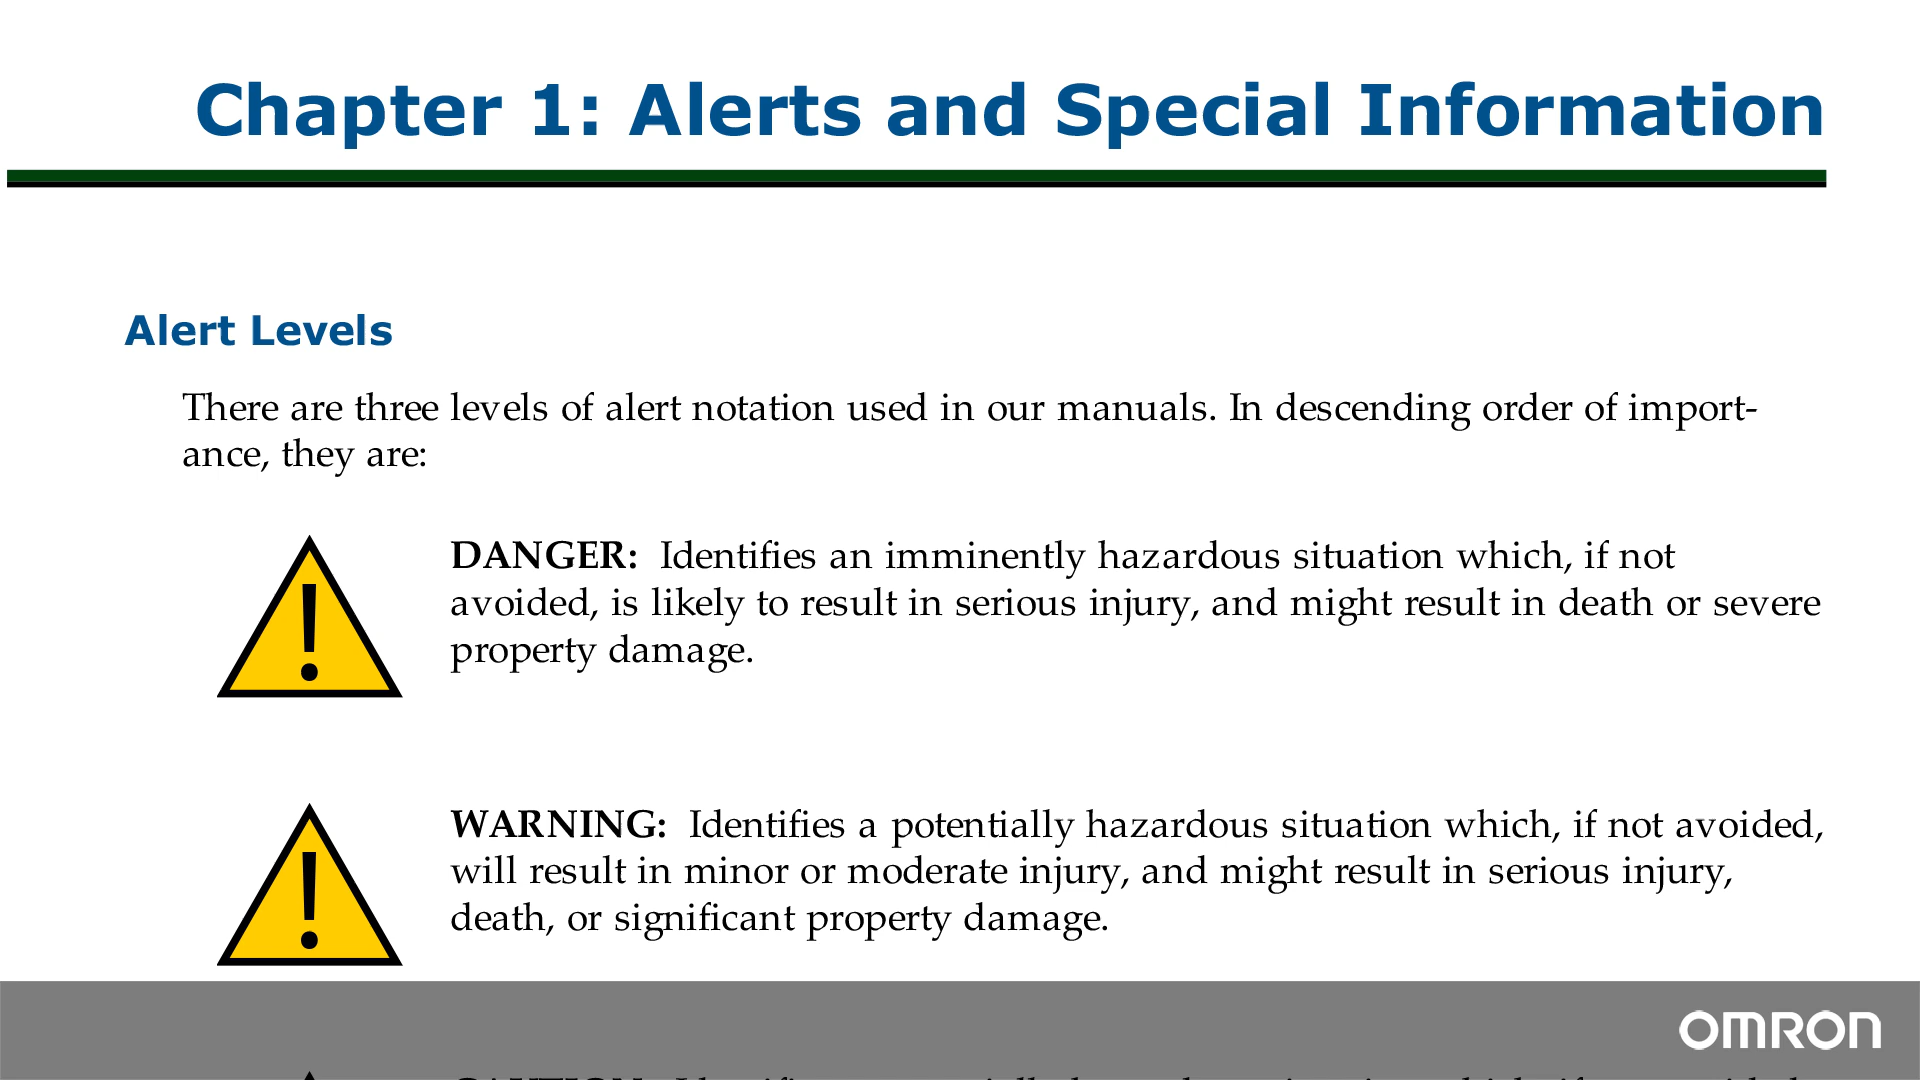 Chapter 1: Alerts and Special Information
Alert Levels
There are three levels of alert notation used in our manuals. In descending order of import-
ance, they are:
DANGER: Identifies an imminently hazardous situation which, if not
avoided, is likely to result in serious injury, and might result in death or severe
property damage.
WARNING: Identifies a potentially hazardous situation which, if not avoided,
will result in minor or moderate injury, and might result in serious injury,
death, or significant property damage.
OMRON